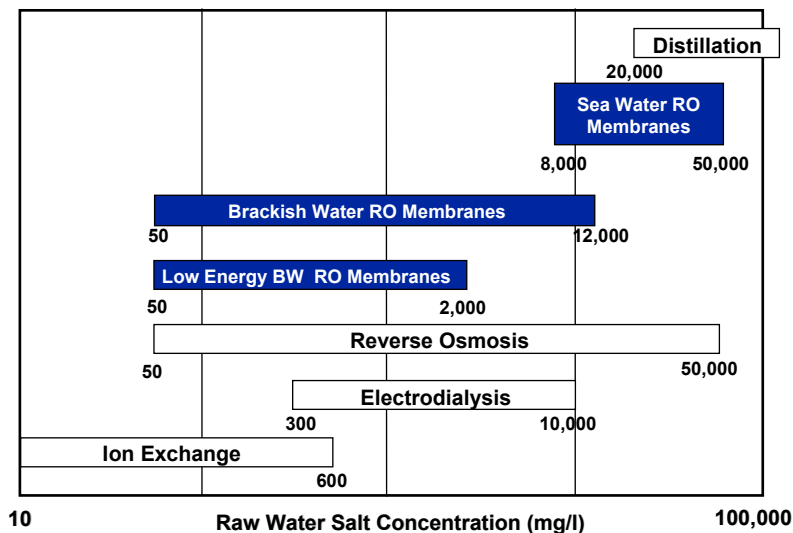 Distillation
20,000
Sea Water RO
Membranes
8,000
50,000
Brackish Water RO Membranes
50
12,000
Low Energy BW  RO Membranes
50
2,000
Reverse Osmosis
50
50,000
Electrodialysis
300
10,000
Ion Exchange
600
10
Raw Water Salt Concentration (mg/l)
100,000